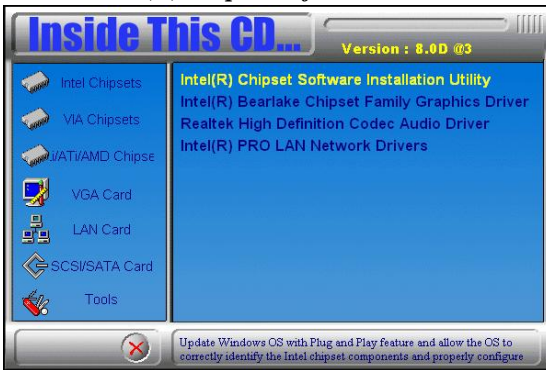 Inside This CD...
Version : 8.0D @3
Intel Chipsets
VIA Chipsets
i/ATi/AMD Chipse
VGA Card
LAN Card
SCSI/SATA Card
Tools
Intel(R) Chipset Software Installation Utility
Intel(R) Bearlake Chipset Family Graphics Driver
Realtek High Definition Codec Audio Driver
Intel(R) PRO LAN Network Drivers
Update Windows OS with Plug and Play feature and allow the OS to
correctly identify the Intel chipset components and properly configure